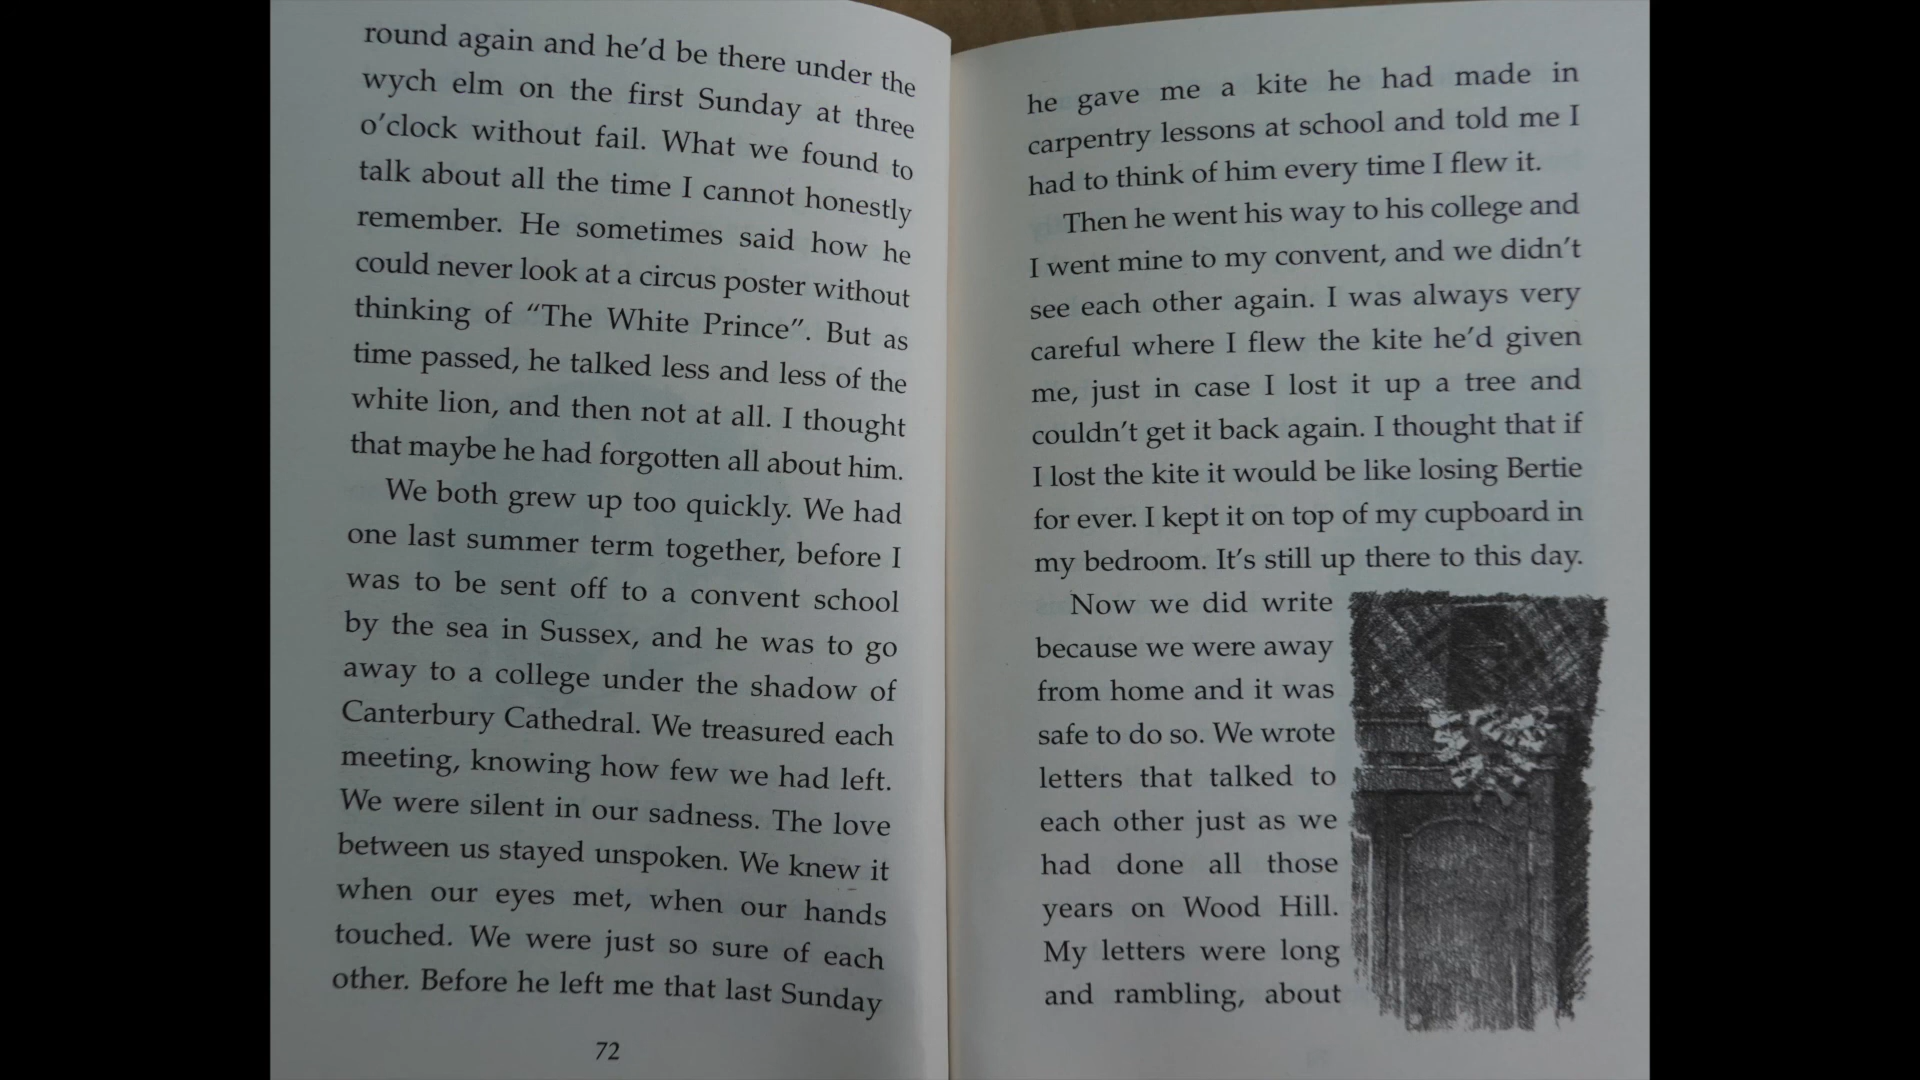 round again and he'd be there under the
wych elm on the first Sunday at three
o'clock without fail. What we found to
talk about all the time I cannot honestly
remember. He sometimes said how he
could never look at a circus poster without
thinking of “The White Prince”. But as
time passed, he talked less and less of the
white lion, and then not at all. I thought
that maybe he had forgotten all about him.
We both grew up too quickly. We had
one last summer term together, before I
was to be sent off to a convent school
by the sea in Sussex, and he was to go
away to a college under the shadow of
Canterbury Cathedral. We treasured each
meeting, knowing how few we had left.
We were silent in our sadness. The love
between us stayed unspoken. We knew it
when our eyes met, when our hands
touched. We were just so sure of each
other. Before he left me that last Sunday
72
he gave me a kite he had made in
carpentry lessons at school and told me I
had to think of him every time I flew it.
Then he went his way to his college and
I went mine to my convent, and we didn't
see each other again. I was always very
careful where I flew the kite he'd given
me, just in case I lost it up a tree and
couldn't get it back again. I thought that if
I lost the kite it would be like losing Bertie
for ever. I kept it on top of my cupboard in
my bedroom. It's still up there to this day.
Now we did write
because we were away
from home and it was
safe to do so. We wrote
letters that talked to
each other just as we
had done all those
years on Wood Hill.
My letters were long
and rambling, about